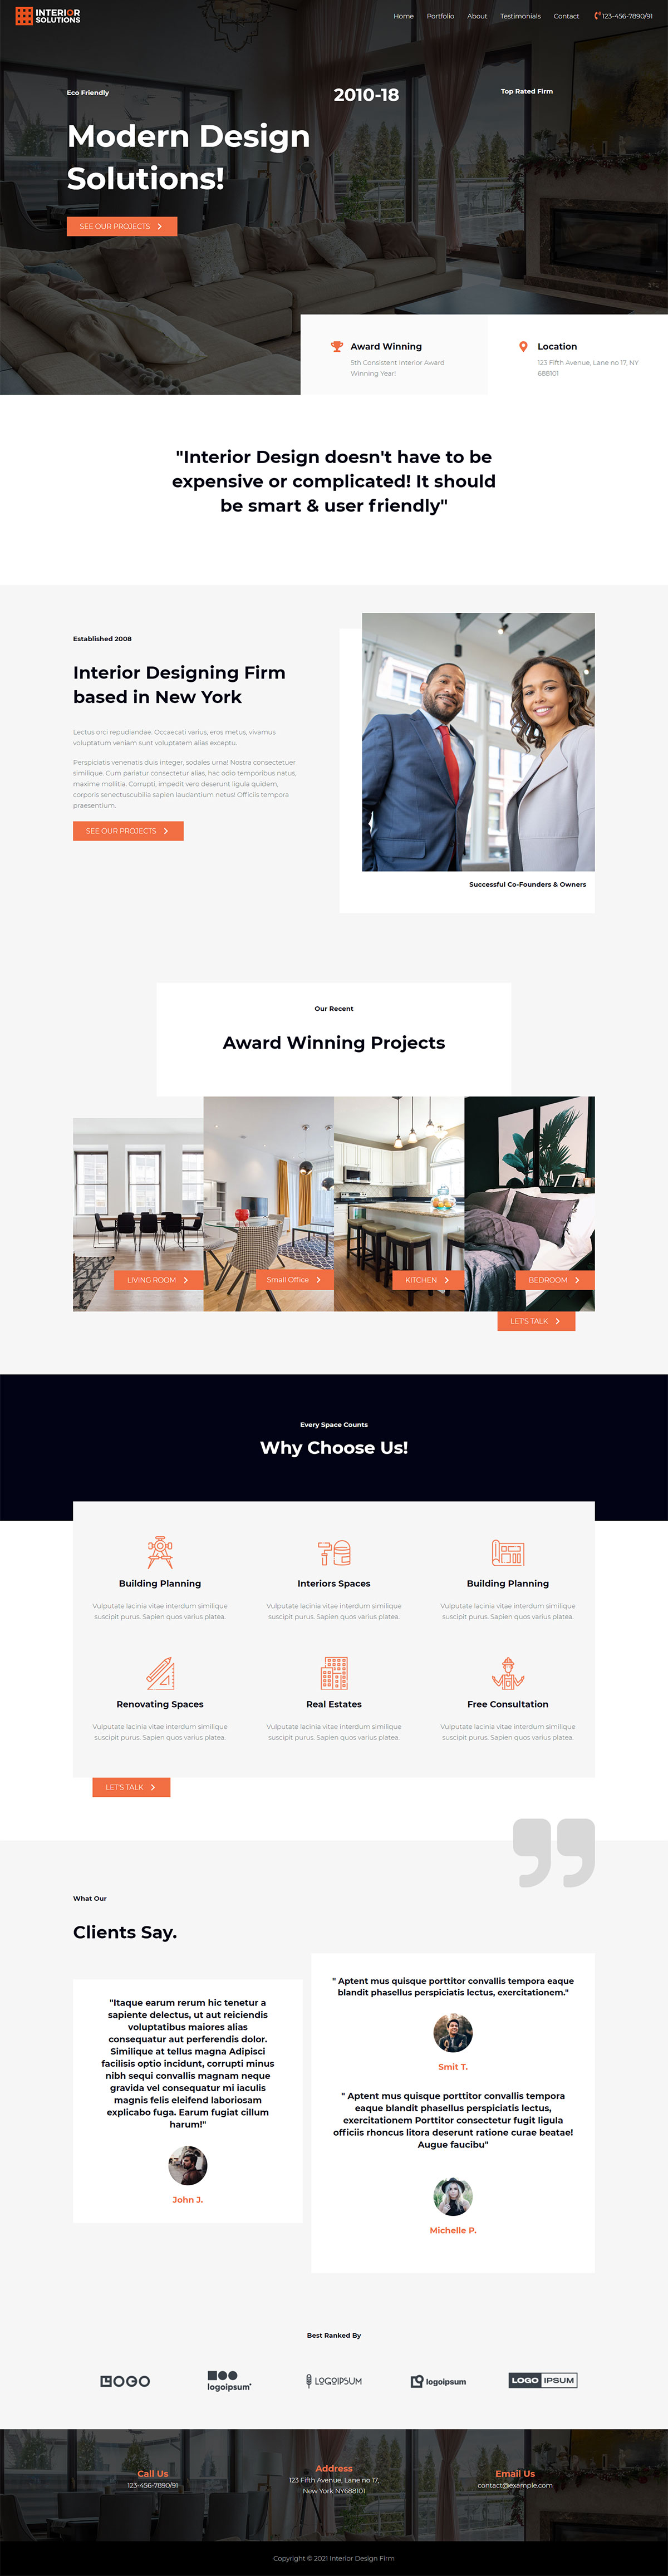 INTERIOR
SOLUTIONS
Home Portfolio About Testimonials Contact 123-456-7890/91
Eco Friendly
2010-18
Top Rated Firm
Modern Design
Solutions!
SEE OUR PROJECTS
Award Winning
5th Consistent Interior Award
Winning Year!
Location
123 Fifth Avenue, Lane no 17, NY
688101
"Interior Design doesn't have to be
expensive or complicated! It should
be smart & user friendly"
Established 2008
Interior Designing Firm
based in New York
Lectus orci repudiandae. Occaecati varius, eros metus, vivamus
voluptatum veniam sunt voluptatem alias exceptu.
Perspiciatis venenatis duis integer, sodales urna! Nostra consectetuer
similique. Cum pariatur consectetur alias, hac odio temporibus natus,
maxime mollitia. Corrupti, impedit vero deserunt ligula quidem,
corporis senectuscubilia sapien laudantium netus! Officiis tempora
praesentium.
SEE OUR PROJECTS
Successful Co-Founders & Owners
Our Recent
Award Winning Projects
LIVING ROOM
Small Office
KITCHEN
BEDROOM
LET'S TALK
Every Space Counts
Why Choose Us!
Building Planning
Vulputate lacinia vitae interdum similique
suscipit purus. Sapien quos varius platea.
Interiors Spaces
Vulputate lacinia vitae interdum similique
suscipit purus. Sapien quos varius platea.
Building Planning
Vulputate lacinia vitae interdum similique
suscipit purus. Sapien quos varius platea.
Renovating Spaces
Vulputate lacinia vitae interdum similique
suscipit purus. Sapien quos varius platea.
Real Estates
Vulputate lacinia vitae interdum similique
suscipit purus. Sapien quos varius platea.
Free Consultation
Vulputate lacinia vitae interdum similique
suscipit purus. Sapien quos varius platea.
LET'S TALK
What Our
Clients Say.
"Itaque earum rerum hic tenetur a
sapiente delectus, ut aut reiciendis
voluptatibus maiores alias
consequatur aut perferendis dolor.
Similique at tellus magna Adipisci
facilisis optio incidunt, corrupti minus
nibh sequi convallis magnam neque
gravida vel consequatur mi iaculis
magnis felis eleifend laboriosam
explicabo fuga. Earum fugiat cillum
harum!"
John J.
" Aptent mus quisque porttitor convallis tempora eaque
blandit phasellus perspiciatis lectus, exercitationem."
Smit T.
" Aptent mus quisque porttitor convallis tempora
eaque blandit phasellus perspiciatis lectus,
exercitationem Porttitor consectetur fugit ligula
officiis rhoncus litora deserunt ratione curae beatae!
Augue faucibu"
Michelle P.
Best Ranked By
LOGO
logoipsum
LOGOIPSUM
logoipsum
LOGO IPSUM
Call Us
123-456-7890/91
Address
123 Fifth Avenue, Lane no 17,
New York NY688101
Email Us
contact@example.com
Copyright © 2021 Interior Design Firm